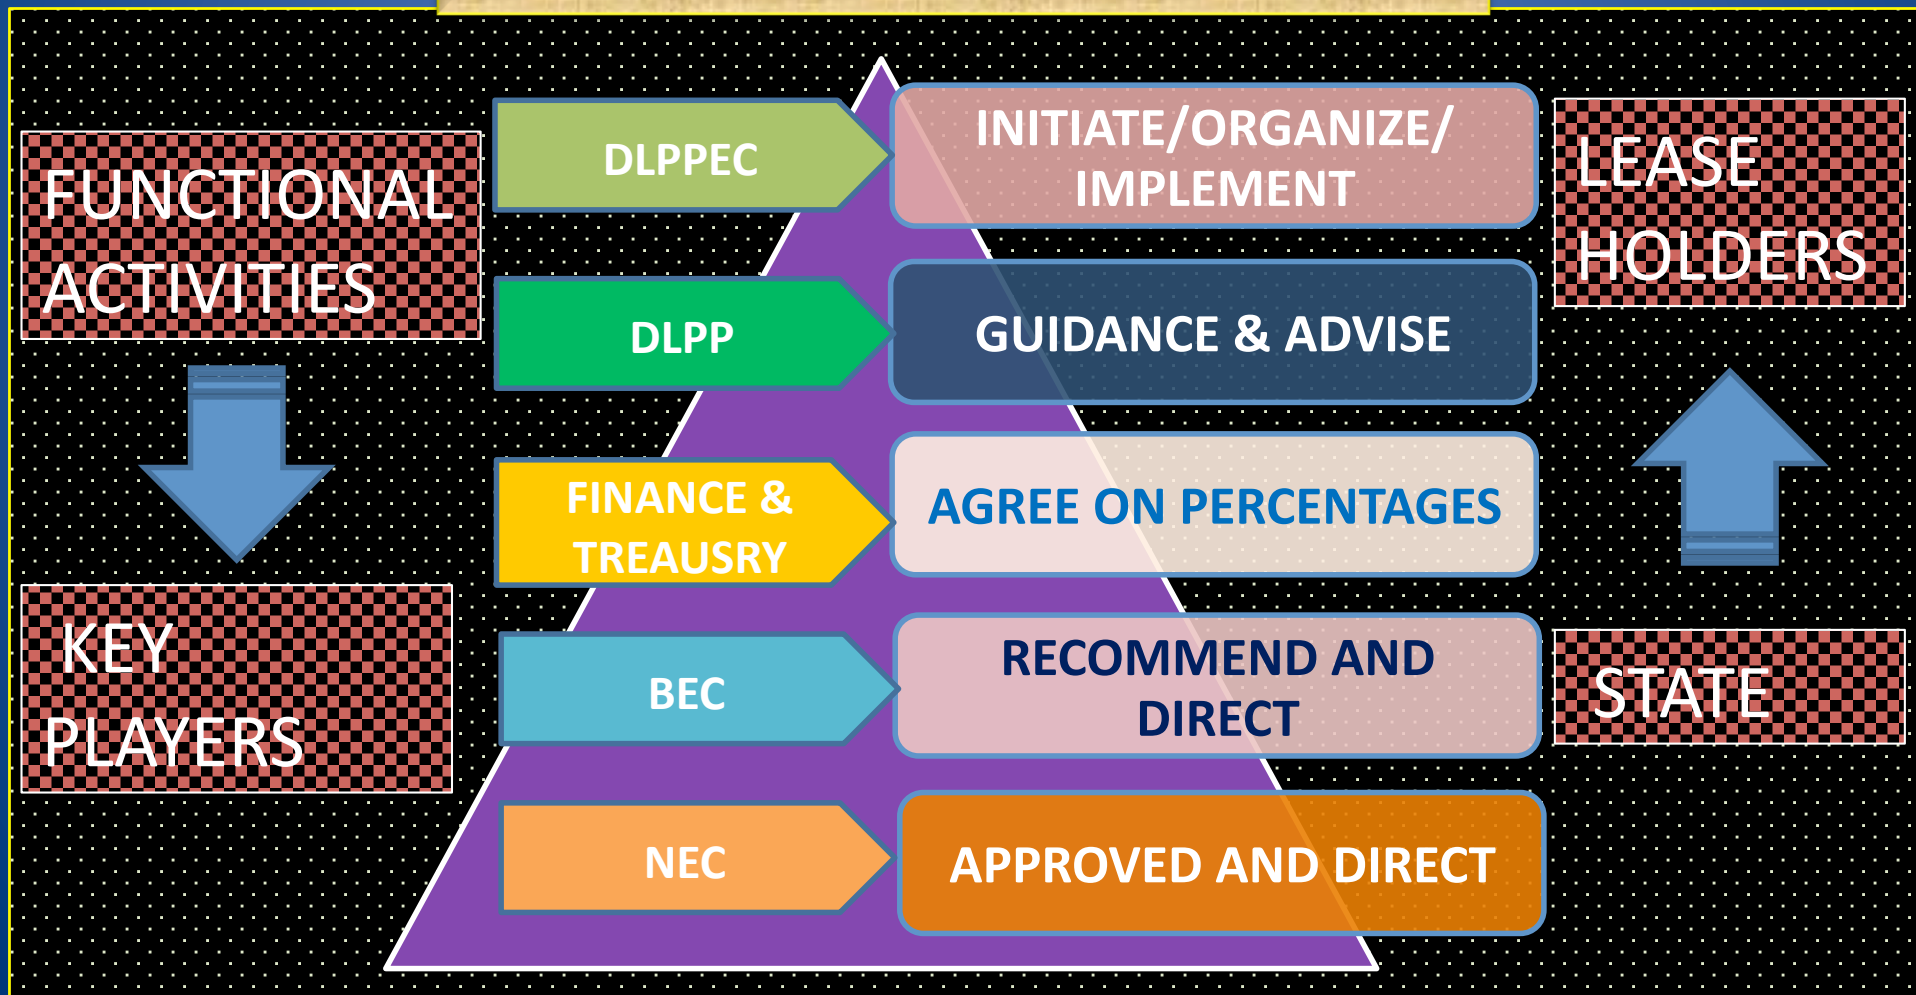 FUNCTIONAL
ACTIVITIES
KEY
PLAYERS
DLPPEC
INITIATE/ORGANIZE/
IMPLEMENT
DLPP
GUIDANCE & ADVISE
FINANCE &
TREAUSRY
AGREE ON PERCENTAGES
BEC
RECOMMEND AND
DIRECT
NEC
APPROVED AND DIRECT
LEASE
HOLDERS
STATE